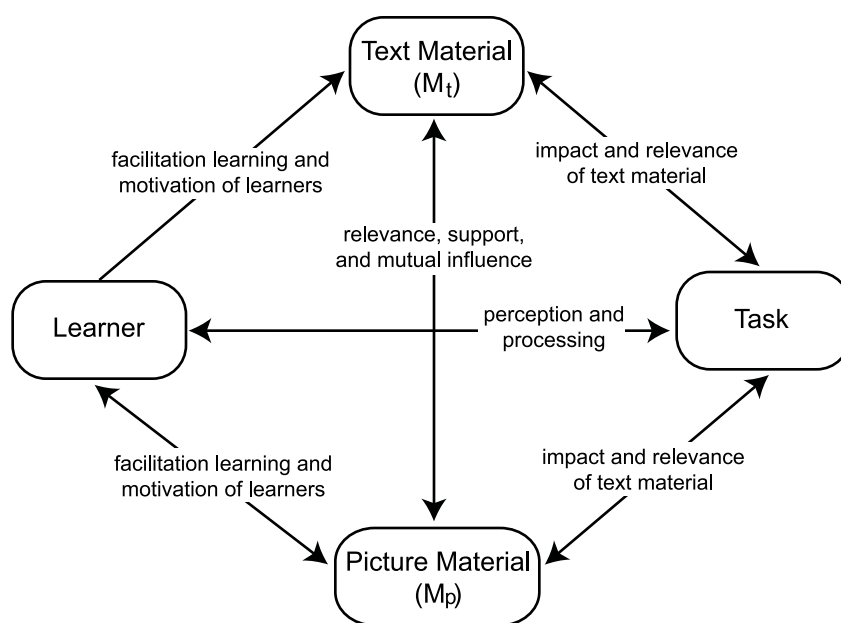 Text Material
(Mt)
facilitation learning and
motivation of learners
impact and relevance
of text material
relevance, support,
and mutual influence
Learner
perception and
processing
Task
facilitation learning and
motivation of learners
impact and relevance
of text material
Picture Material
(Mp)